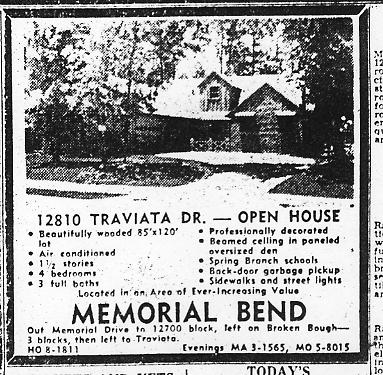 12810 TRAVIATA DR. — OPEN HOUSE
• Beautifully wooded 85'x120' lot
• Air conditioned
• 1½ stories
• 4 bedrooms
• 3 full baths
• Professionally decorated
• Beamed ceiling in paneled oversized den
• Spring Branch schools
• Back-door garbage pickup
• Sidewalks and street lights
Located in an Area of Ever-Increasing Value
MEMORIAL BEND
Out Memorial Drive to 12700 block, left on Broken Bough—
3 blocks, then left to Traviata.
HO 8-1811 Evenings MA 3-1565, MO 5-8015
TODAY'S